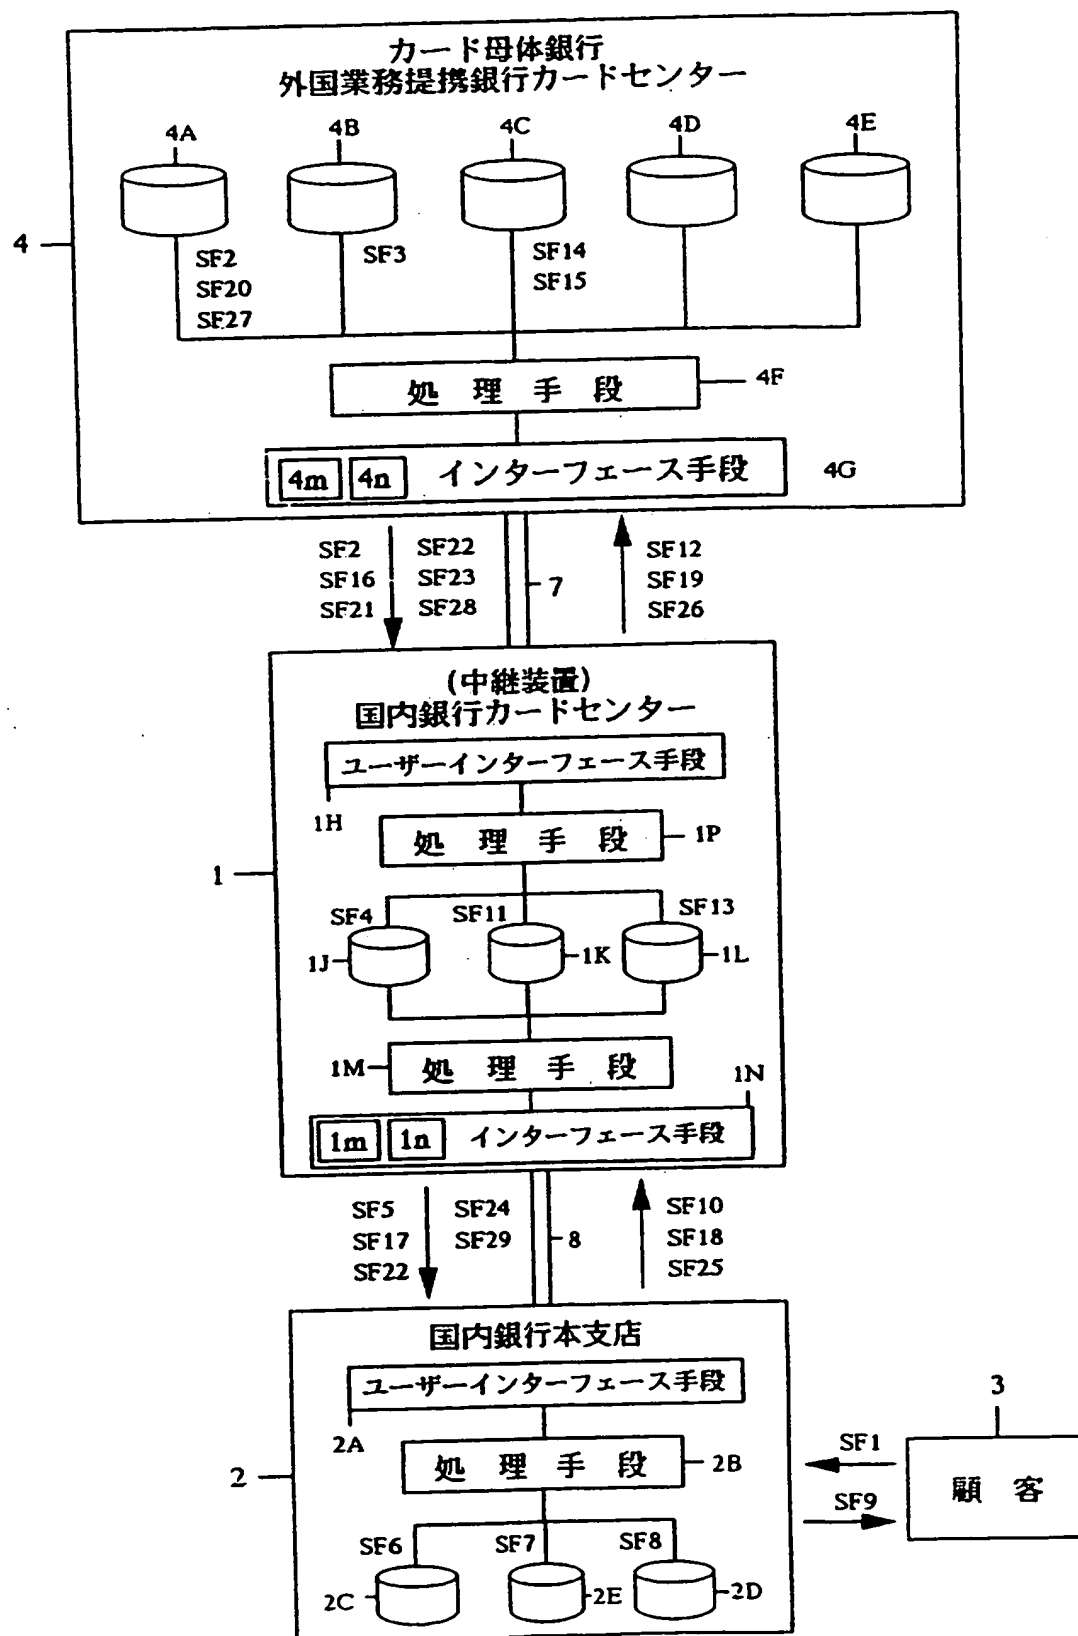 カード母体銀行
外国業務提携銀行カードセンター
4A
4B
4C
4D
4E
4
SF2
SF20
SF27
SF3
SF14
SF15
処理手段
4F
4m
4n
インターフェース手段
4G
SF2
SF16
SF21
SF22
SF23
SF28
7
SF12
SF19
SF26
(中継装置)
国内銀行カードセンター
ユーザーインターフェース手段
1H
処理手段
1P
1
SF4
SF11
SF13
1J
1K
1L
1M
処理手段
1N
1m
1n
インターフェース手段
SF5
SF17
SF22
SF24
SF29
8
SF10
SF18
SF25
国内銀行本支店
ユーザーインターフェース手段
2A
処理手段
2B
2
3
SF1
SF9
顧客
SF6
SF7
SF8
2C
2E
2D